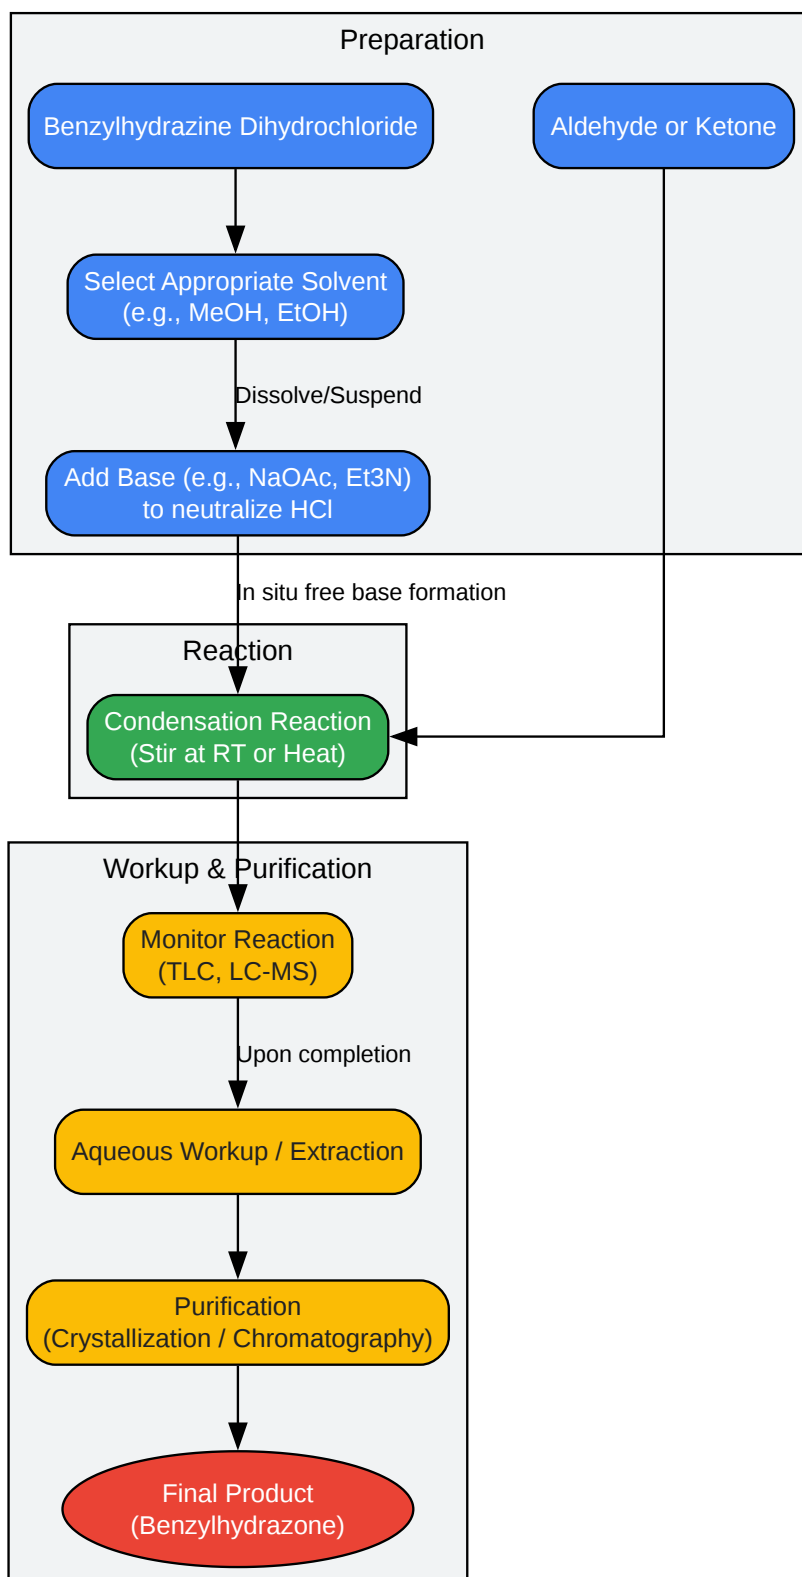 Preparation
Benzylhydrazine Dihydrochloride
Aldehyde or Ketone
Select Appropriate Solvent
(e.g., MeOH, EtOH)
Dissolve/Suspend
Add Base (e.g., NaOAc, Et3N)
to neutralize HCl
In situ free base formation
Reaction
Condensation Reaction
(Stir at RT or Heat)
Workup & Purification
Monitor Reaction
(TLC, LC-MS)
Upon completion
Aqueous Workup / Extraction
Purification
(Crystallization / Chromatography)
Final Product
(Benzylhydrazone)